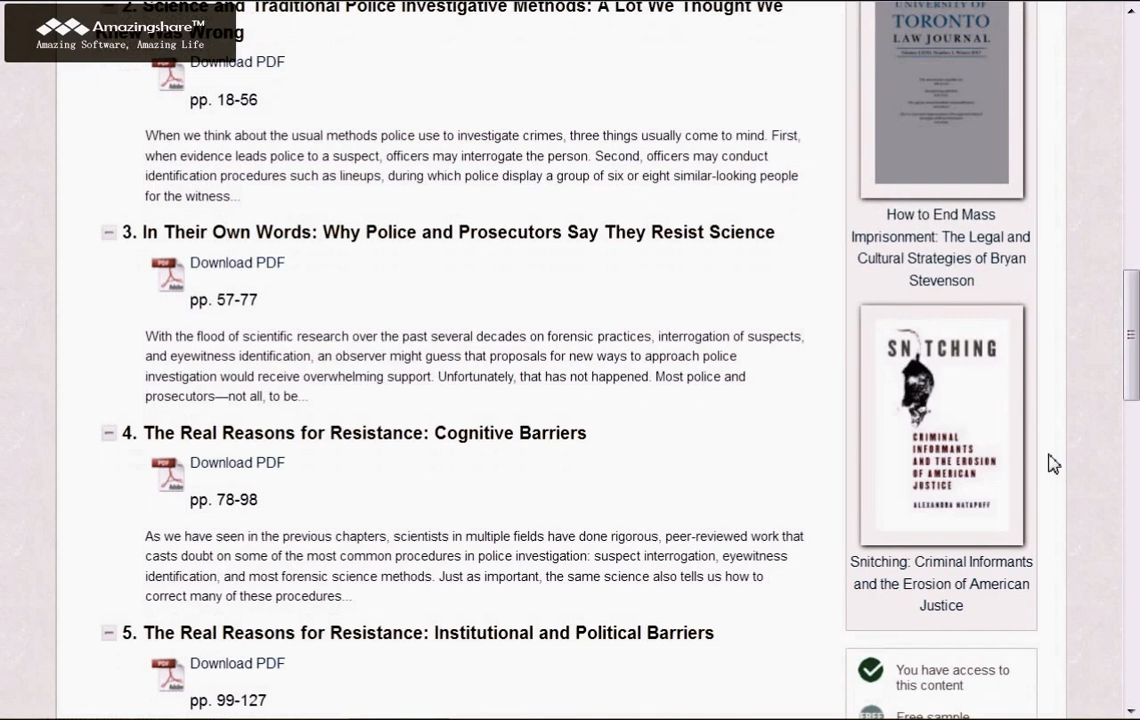 Amazingshare™
Amazing Software, Amazing Life
2. Science and Traditional Police Investigative Methods: A Lot We Thought We
Knew Was Wrong
Download PDF
pp. 18-56
When we think about the usual methods police use to investigate crimes, three things usually come to mind. First,
when evidence leads police to a suspect, officers may interrogate the person. Second, officers may conduct
identification procedures such as lineups, during which police display a group of six or eight similar-looking people
for the witness...
3. In Their Own Words: Why Police and Prosecutors Say They Resist Science
Download PDF
pp. 57-77
With the flood of scientific research over the past several decades on forensic practices, interrogation of suspects,
and eyewitness identification, an observer might guess that proposals for new ways to approach police
investigation would receive overwhelming support. Unfortunately, that has not happened. Most police and
prosecutors—not all, to be...
4. The Real Reasons for Resistance: Cognitive Barriers
Download PDF
pp. 78-98
As we have seen in the previous chapters, scientists in multiple fields have done rigorous, peer-reviewed work that
casts doubt on some of the most common procedures in police investigation: suspect interrogation, eyewitness
identification, and most forensic science methods. Just as important, the same science also tells us how to
correct many of these procedures...
5. The Real Reasons for Resistance: Institutional and Political Barriers
Download PDF
pp. 99-127
UNIVERSITY OF
TORONTO
LAW JOURNAL
How to End Mass
Imprisonment: The Legal and
Cultural Strategies of Bryan
Stevenson
SNITCHING
CRIMINAL
INFORMANTS
AND THE EROSION
OF AMERICAN
JUSTICE
ALEXANDRA NATAPOFF
Snitching: Criminal Informants
and the Erosion of American
Justice
You have access to
this content
FREE
Free sample